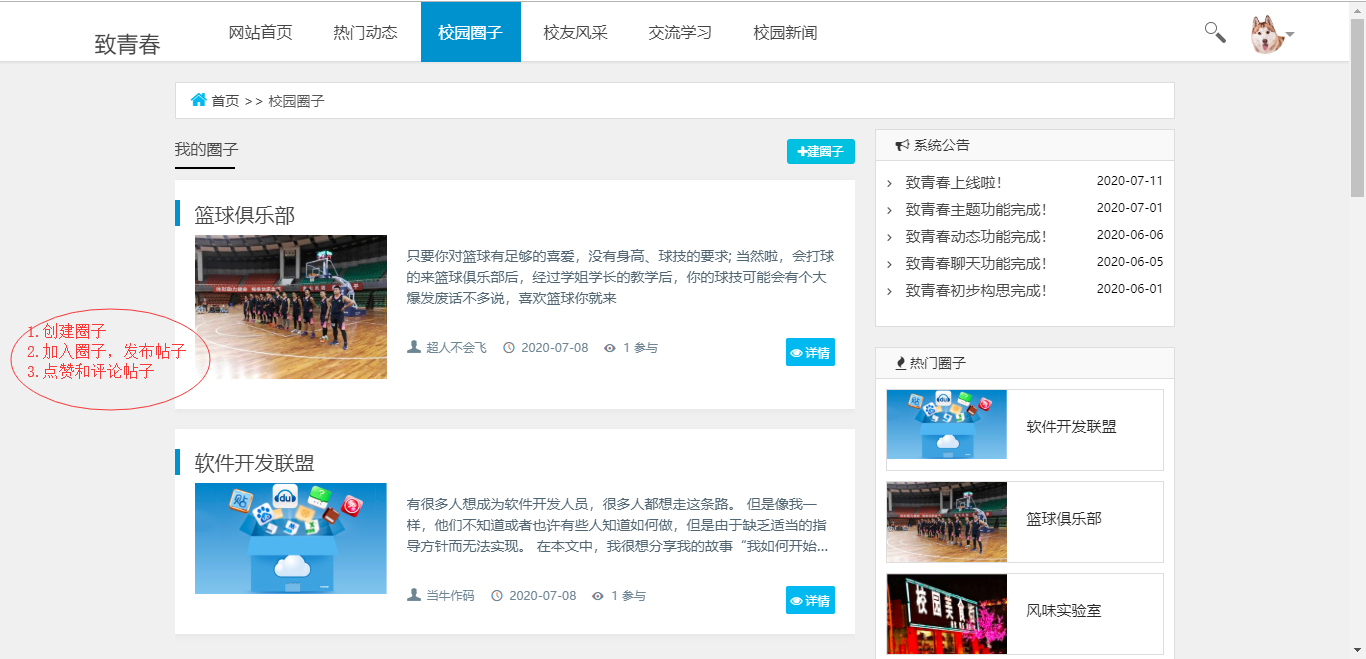 致青春
网站首页 热门动态 校园圈子 校友风采 交流学习 校园新闻
首页 >> 校园圈子
我的圈子
+建圈子
篮球俱乐部
只要你对篮球有足够的喜爱，没有身高、球技的要求; 当然啦，会打球
的来篮球俱乐部后，经过学姐学长的教学后，你的球技可能会有个大
爆发废话不多说，喜欢篮球你就来
超人不会飞 2020-07-08 1 参与
详情
1.创建圈子
2.加入圈子，发布帖子
3.点赞和评论帖子
软件开发联盟
有很多人想成为软件开发人员，很多人都想走这条路。 但是像我一
样，他们不知道或者也许有些人知道如何做，但是由于缺乏适当的指
导方针而无法实现。 在本文中，我很想分享我的故事“我如何开始...
当牛作码 2020-07-08 1 参与
详情
系统公告
致青春上线啦! 2020-07-11
致青春主题功能完成! 2020-07-01
致青春动态功能完成! 2020-06-06
致青春聊天功能完成! 2020-06-05
致青春初步构思完成! 2020-06-01
热门圈子
软件开发联盟
篮球俱乐部
风味实验室